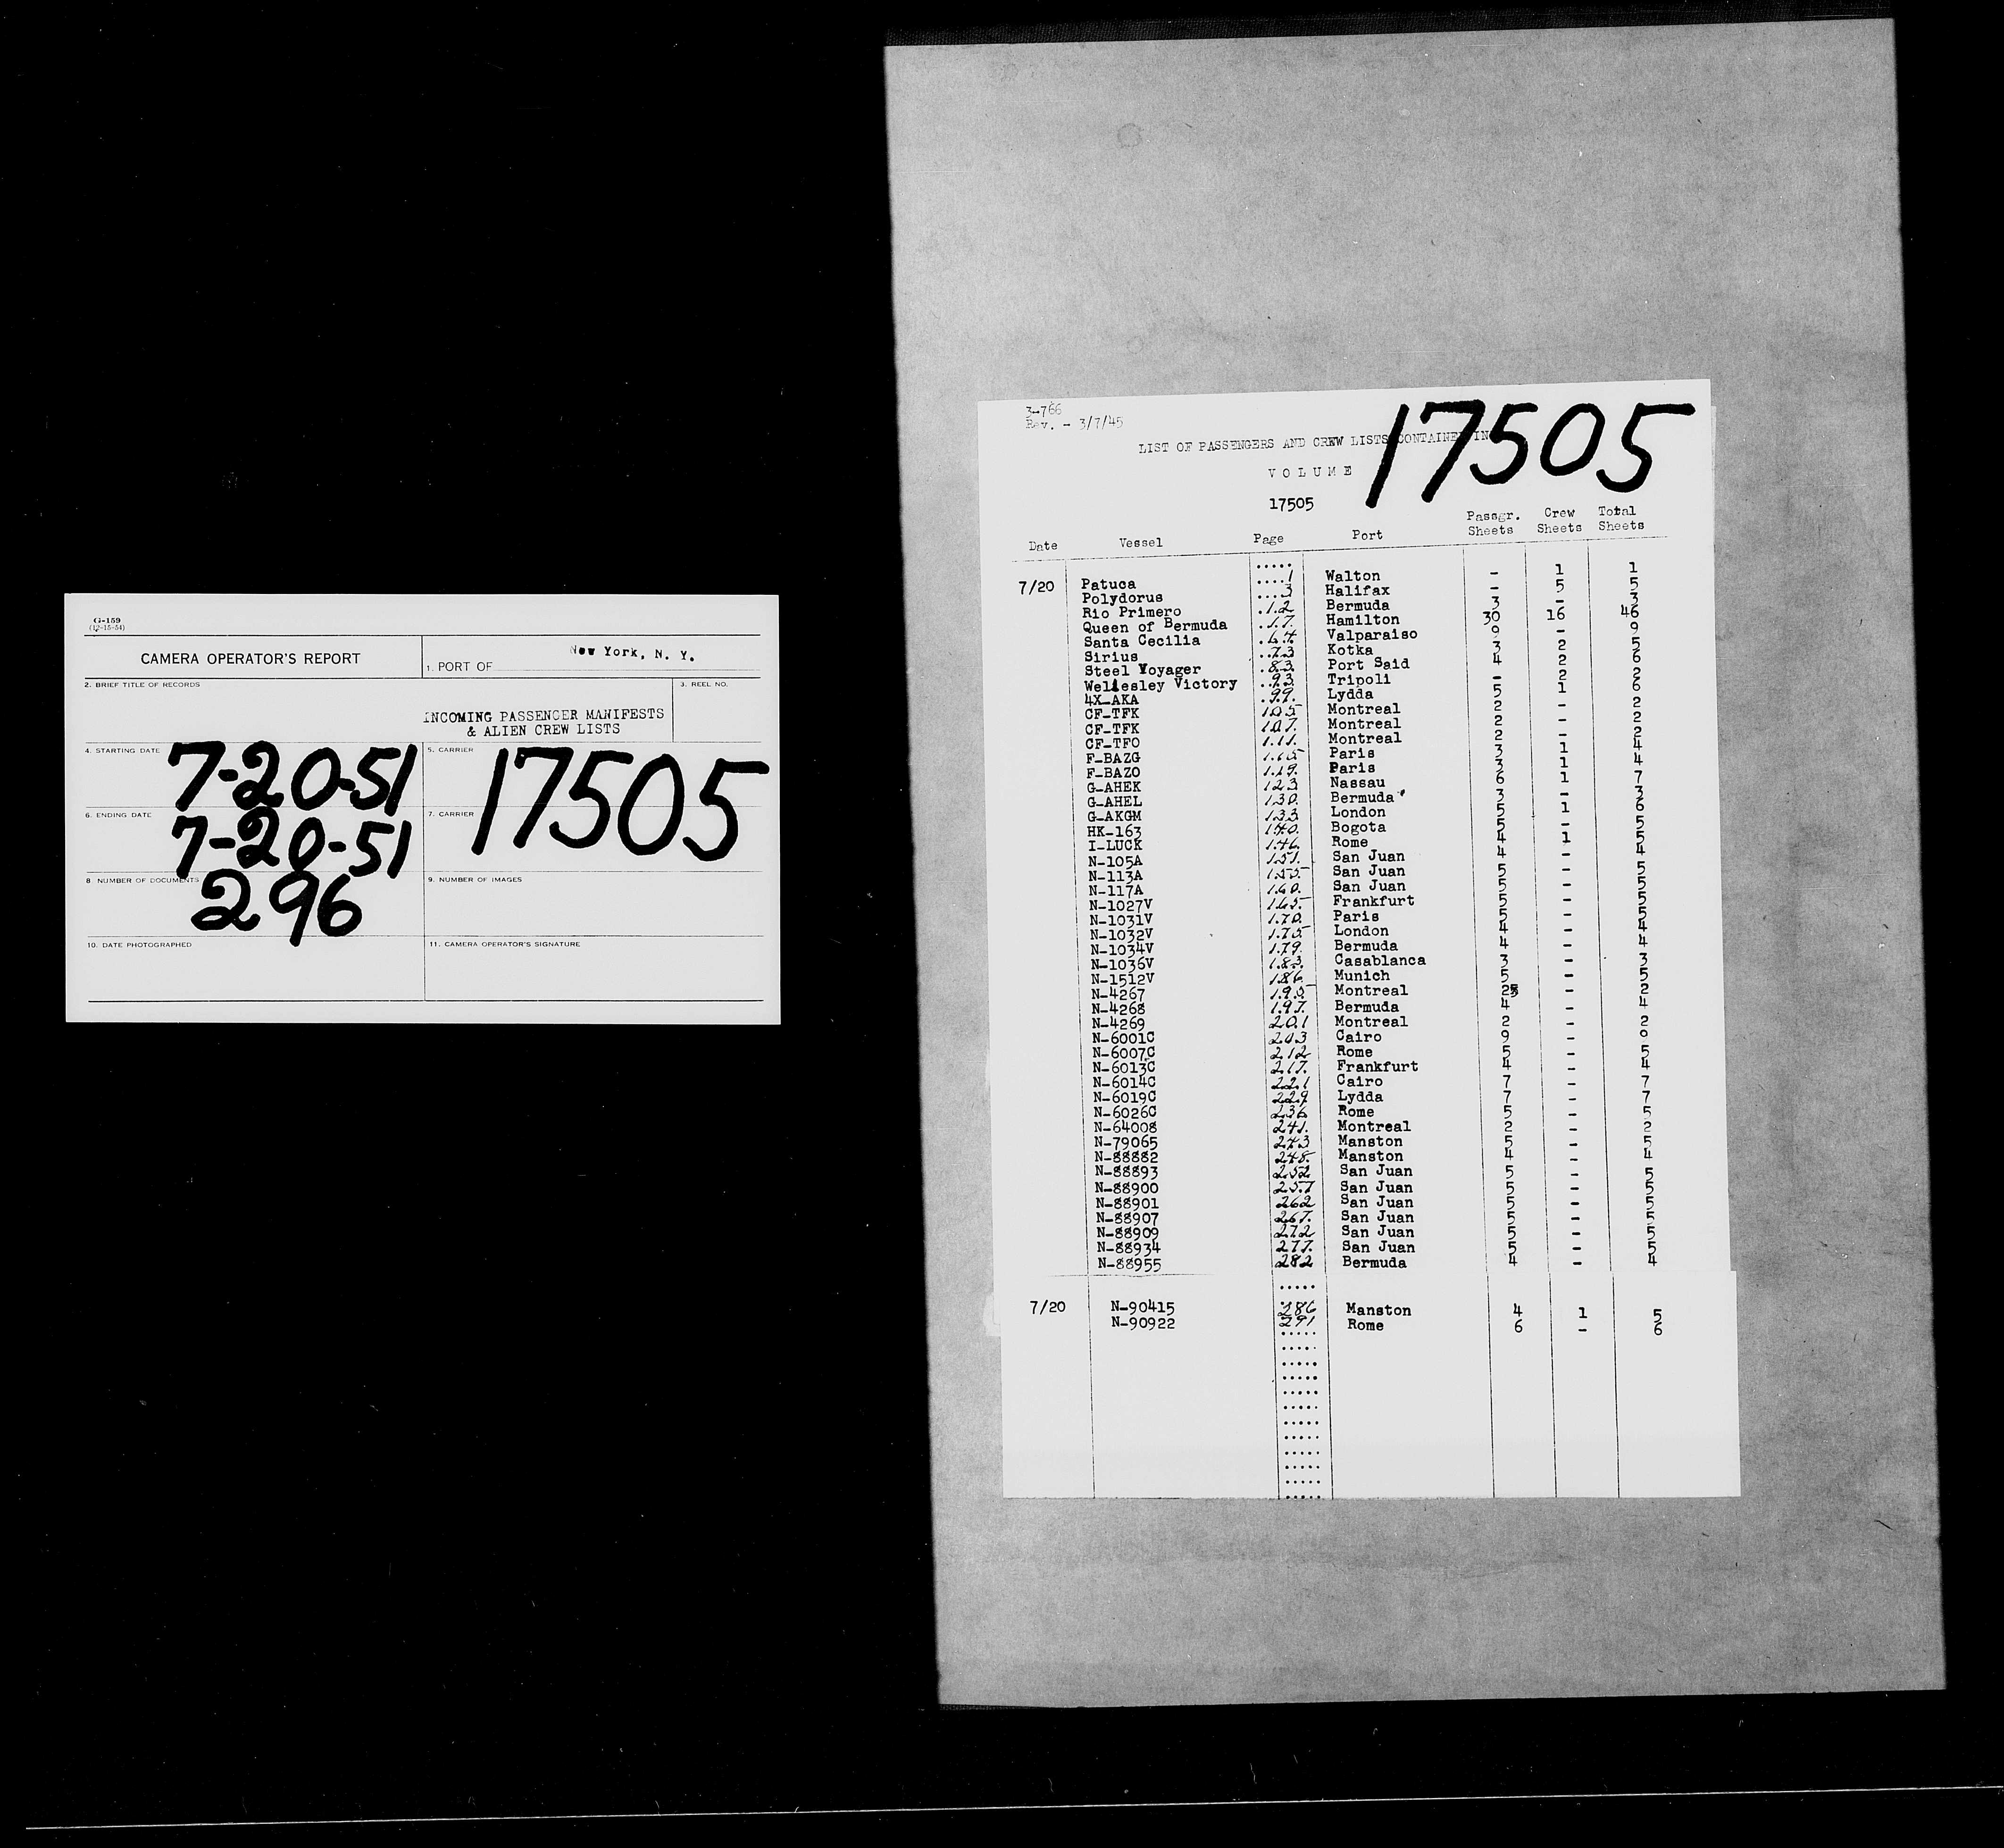 G-159
(12-15-54)
CAMERA OPERATOR'S REPORT
1. PORT OF New York, N. Y.
2. BRIEF TITLE OF RECORDS
3. REEL NO.
INCOMING PASSENGER MANIFESTS
& ALIEN CREW LISTS
4. STARTING DATE 7-20-51
5. CARRIER 17505
6. ENDING DATE 7-20-51
7. CARRIER
8. NUMBER OF DOCUMENTS 296
9. NUMBER OF IMAGES
10. DATE PHOTOGRAPHED
11. CAMERA OPERATOR'S SIGNATURE
3-766
Rev. - 3/7/45
17505
LIST OF PASSENGERS AND CREW LISTS CONTAINED IN
VOLUME
17505
Date Vessel Page Port Passgr. Sheets Crew Sheets Total Sheets
7/20 Patuca 1 Walton - 1 1
Polydorus 3 Halifax - 5 5
Rio Primero 12 Bermuda 3 - 3
Queen of Bermuda 17 Hamilton 30 16 46
Santa Cecilia 64 Valparaiso 9 - 9
Sirius 73 Kotka 3 2 5
Steel Voyager 83 Port Said 4 2 6
Wellesley Victory 93 Tripoli - 2 2
4X-AKA 99 Lydda 5 1 6
CF-TFK 105 Montreal 2 - 2
CF-TFK 107 Montreal 2 - 2
CF-TFO 111 Montreal 2 - 2
F-BAZG 115 Paris 3 1 4
F-BAZO 119 Paris 3 1 4
G-AHEK 123 Nassau 6 1 7
G-AHEL 130 Bermuda 3 - 3
G-AKGM 133 London 5 1 6
HK-163 140 Bogota 5 - 5
I-LUCK 146 Rome 4 1 5
N-105A 151 San Juan 4 - 4
N-113A 155 San Juan 5 - 5
N-117A 160 San Juan 5 - 5
N-1027V 165 Frankfurt 5 - 5
N-1031V 170 Paris 5 - 5
N-1032V 175 London 4 - 4
N-1034V 179 Bermuda 4 - 4
N-1036V 183 Casablanca 3 - 3
N-1512V 186 Munich 5 - 5
N-4267 195 Montreal 2 - 2
N-4268 197 Bermuda 4 - 4
N-4269 201 Montreal 2 - 2
N-6001C 203 Cairo 9 - 9
N-6007C 212 Rome 5 - 5
N-6013C 217 Frankfurt 4 - 4
N-6014C 221 Cairo 7 - 7
N-6019C 229 Lydda 7 - 7
N-6026C 236 Rome 5 - 5
N-64008 241 Montreal 2 - 2
N-79065 243 Manston 5 - 5
N-88882 248 Manston 4 - 4
N-88893 252 San Juan 5 - 5
N-88900 257 San Juan 5 - 5
N-88901 262 San Juan 5 - 5
N-88907 267 San Juan 5 - 5
N-88909 272 San Juan 5 - 5
N-88934 277 San Juan 5 - 5
N-88955 282 Bermuda 4 - 4
7/20 N-90415 286 Manston 4 1 5
N-90922 291 Rome 6 - 6